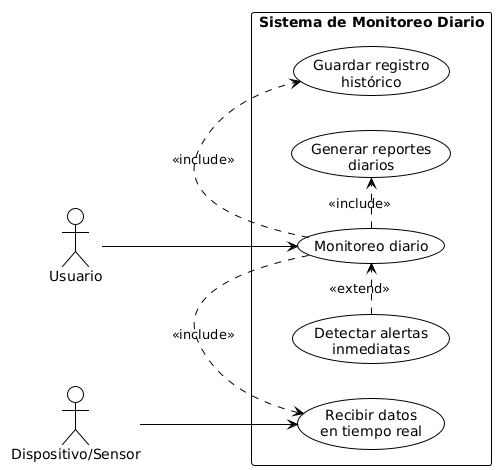 Sistema de Monitoreo Diario
Guardar registro
histórico
«include»
Generar reportes
diarios
«include»
Monitoreo diario
Usuario
«extend»
Detectar alertas
inmediatas
«include»
Recibir datos
en tiempo real
Dispositivo/Sensor